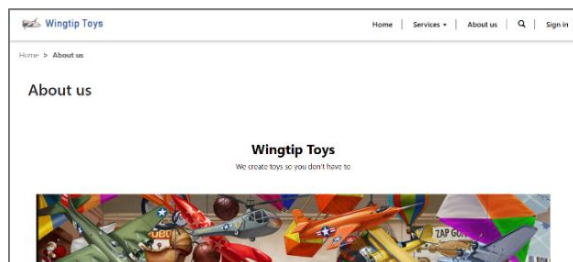 Wingtip Toys
Home Services About us Sign in
Home > About us
About us
Wingtip Toys
We create toys so you don't have to
ZAP GUN